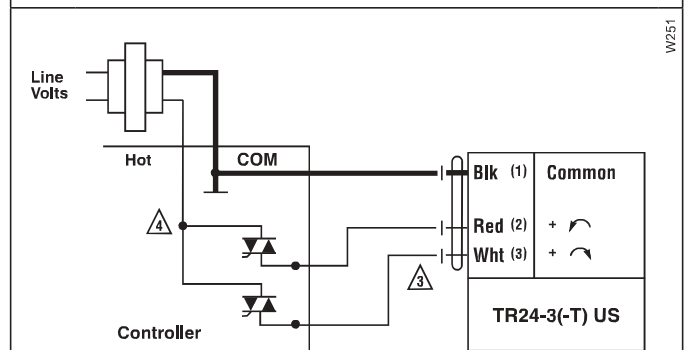 W251
Line
Volts
Hot
COM
Blk (1) Common
4
Red (2) +
Wht (3) +
3
TR24-3(-T) US
Controller